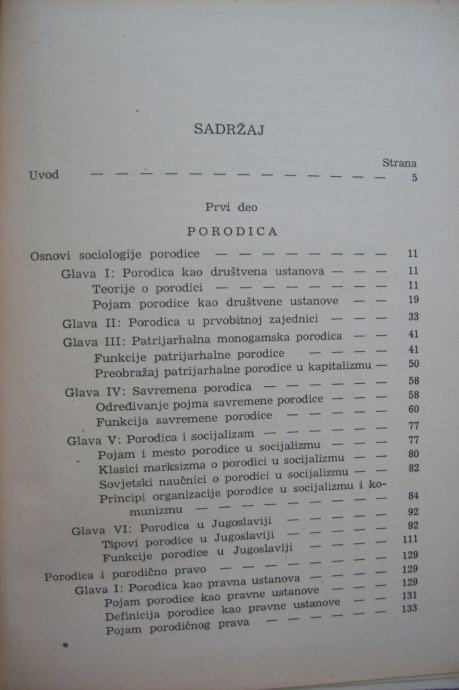 SADRŽAJ
Strana
Uvod — — — — — — — — — — — — — 5
Prvi deo
PORODICA
Osnovi sociologije porodice — — — — — — — — 11
Glava I: Porodica kao društvena ustanova — — — 11
Teorije o porodici — — — — — — — — 11
Pojam porodice kao društvene ustanove — — 19
Glava II: Porodica u prvobitnoj zajednici — — — 33
Glava III: Patrijarhalna monogamska porodica — — 41
Funkcije patrijarhalne porodice — — — — 41
Preobražaj patrijarhalne porodice u kapitalizmu — 50
Glava IV: Savremena porodica — — — — — — 58
Određivanje pojma savremene porodice — — 58
Funkcija savremene porodice — — — — — 60
Glava V: Porodica i socijalizam — — — — — 77
Pojam i mesto porodice u socijalizmu — — — 77
Klasici marksizma o porodici u socijalizmu — — 80
Sovjetski naučnici o porodici u socijalizmu — — 82
Principi organizacije porodice u socijalizmu i ko-
munizmu — — — — — — — — — 84
Glava VI: Porodica u Jugoslaviji — — — — — 92
Tipovi porodice u Jugoslaviji — — — — — 92
Funkcije porodice u Jugoslaviji — — — — 111
Porodica i porodično pravo — — — — — — — 129
Glava I: Porodica kao pravna ustanova — — — — 129
Pojam porodice kao pravne ustanove — — — 129
Definicija porodice kao pravne ustanove — — 131
Pojam porodičnog prava — — — — — — 133